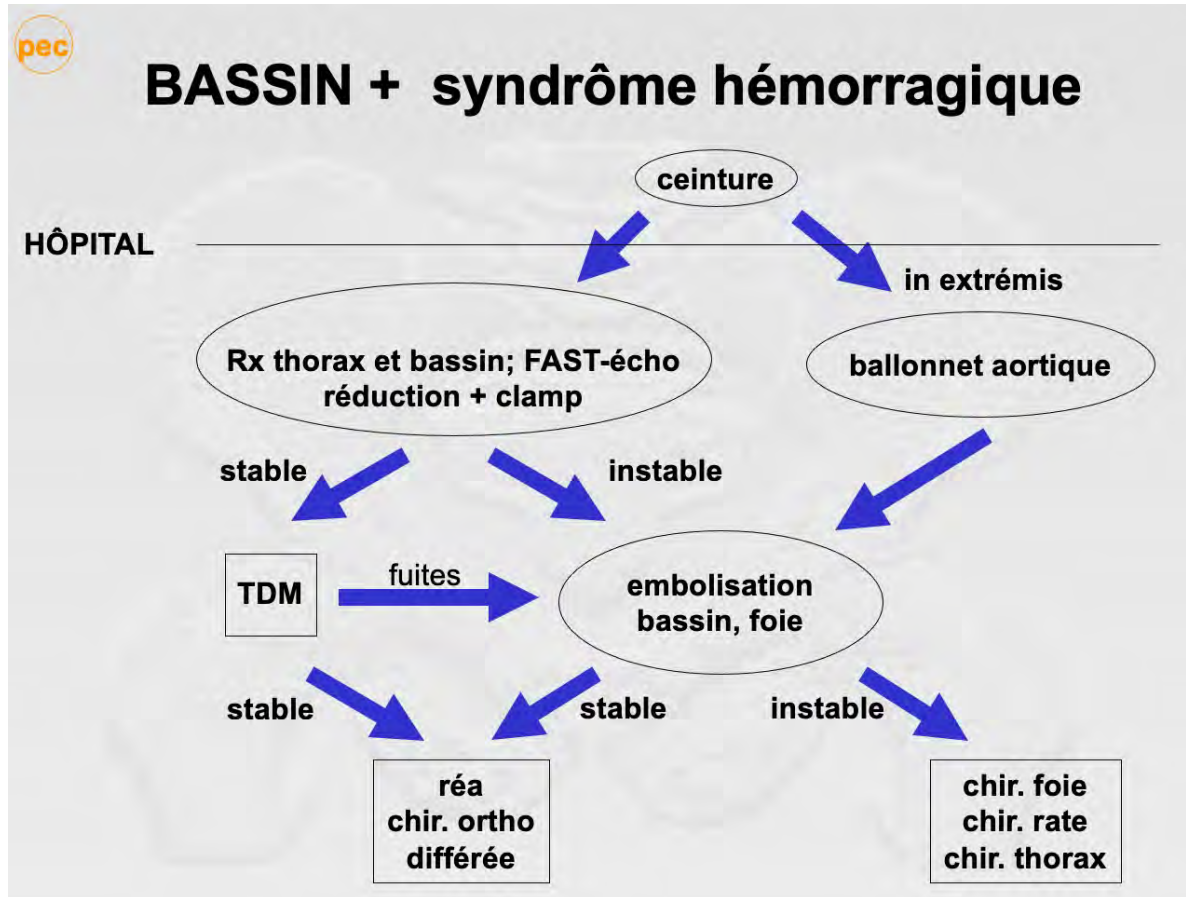 pec
BASSIN + syndrôme hémorragique
ceinture
HÔPITAL
in extrémis
Rx thorax et bassin; FAST-écho
réduction + clamp
ballonnet aortique
stable
instable
TDM
fuites
embolisation
bassin, foie
stable
stable
instable
réa
chir. ortho
différée
chir. foie
chir. rate
chir. thorax